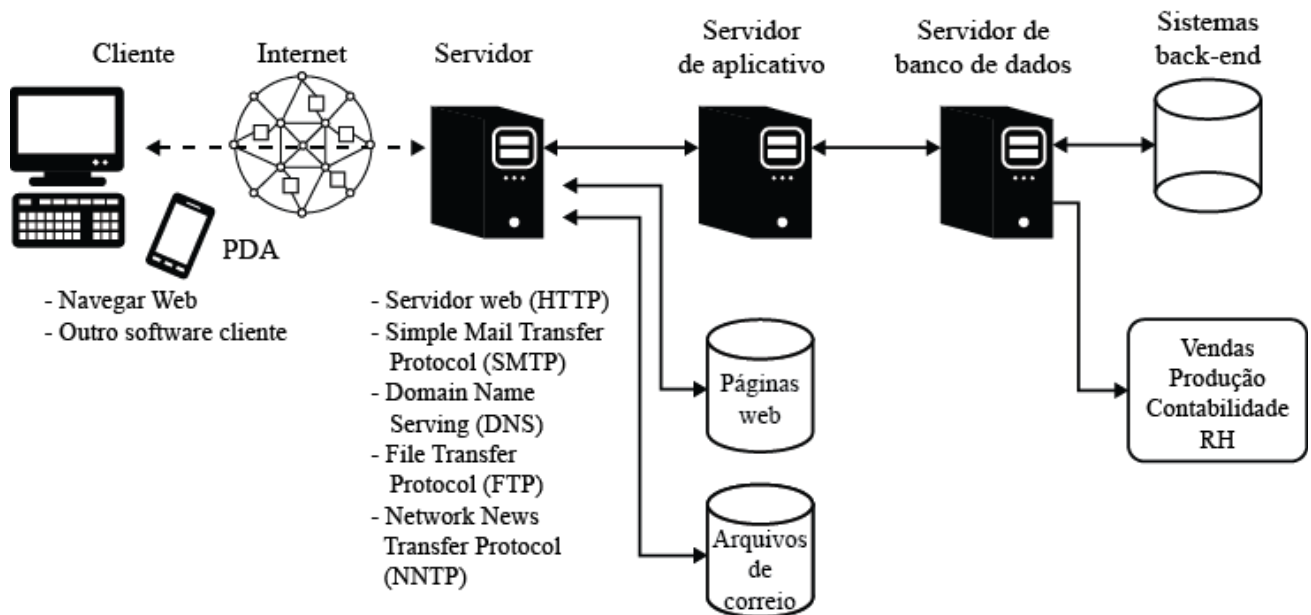 Cliente
Internet
Servidor
Servidor
de aplicativo
Servidor de
banco de dados
Sistemas
back-end
PDA
- Navegar Web
- Outro software cliente
- Servidor web (HTTP)
- Simple Mail Transfer
Protocol (SMTP)
- Domain Name
Serving (DNS)
- File Transfer
Protocol (FTP)
- Network News
Transfer Protocol
(NNTP)
Páginas
web
Arquivos
de
correio
Vendas
Produção
Contabilidade
RH